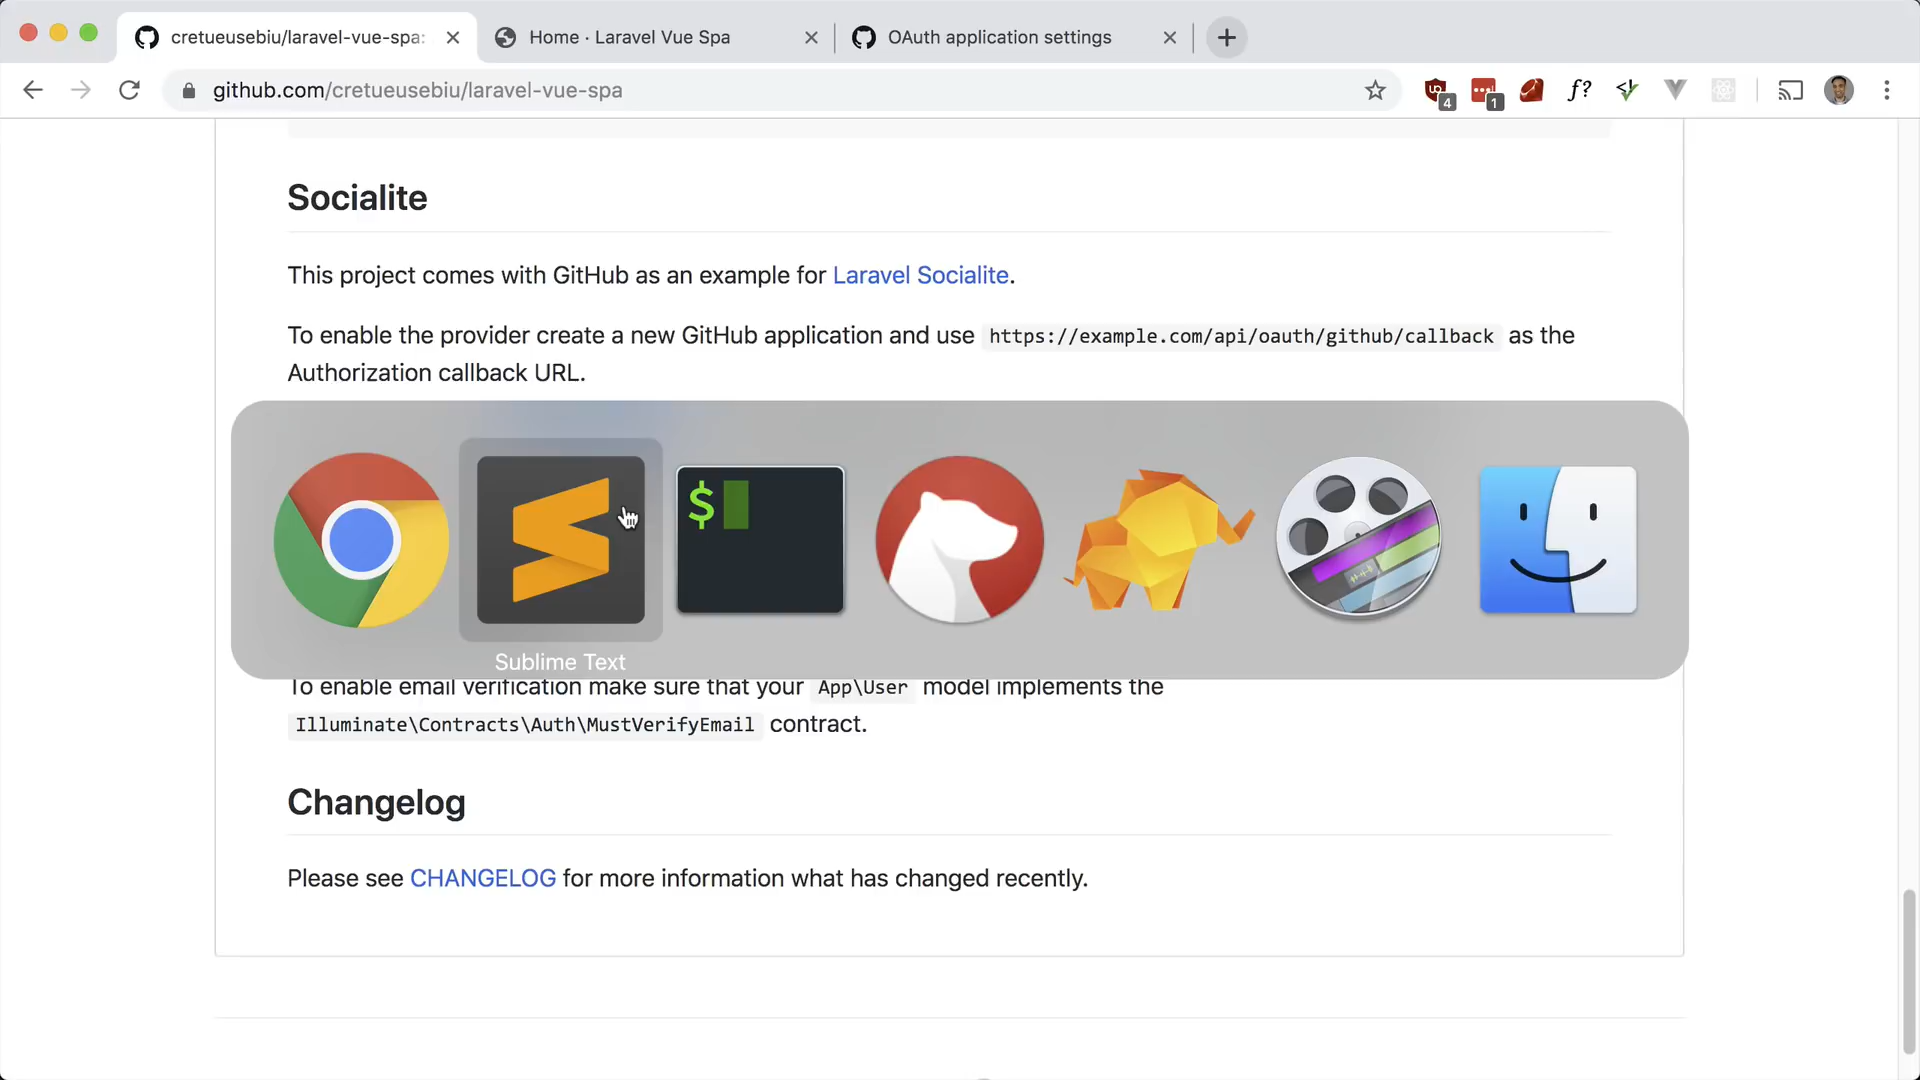 cretueusebiu/laravel-vue-spa:
Home · Laravel Vue Spa
OAuth application settings
github.com/cretueusebiu/laravel-vue-spa
4
1
f?
Socialite
This project comes with GitHub as an example for Laravel Socialite.
To enable the provider create a new GitHub application and use https://example.com/api/oauth/github/callback as the
Authorization callback URL.
$
Sublime Text
To enable email verification make sure that your App\User model implements the
Illuminate\Contracts\Auth\MustVerifyEmail contract.
Changelog
Please see CHANGELOG for more information what has changed recently.